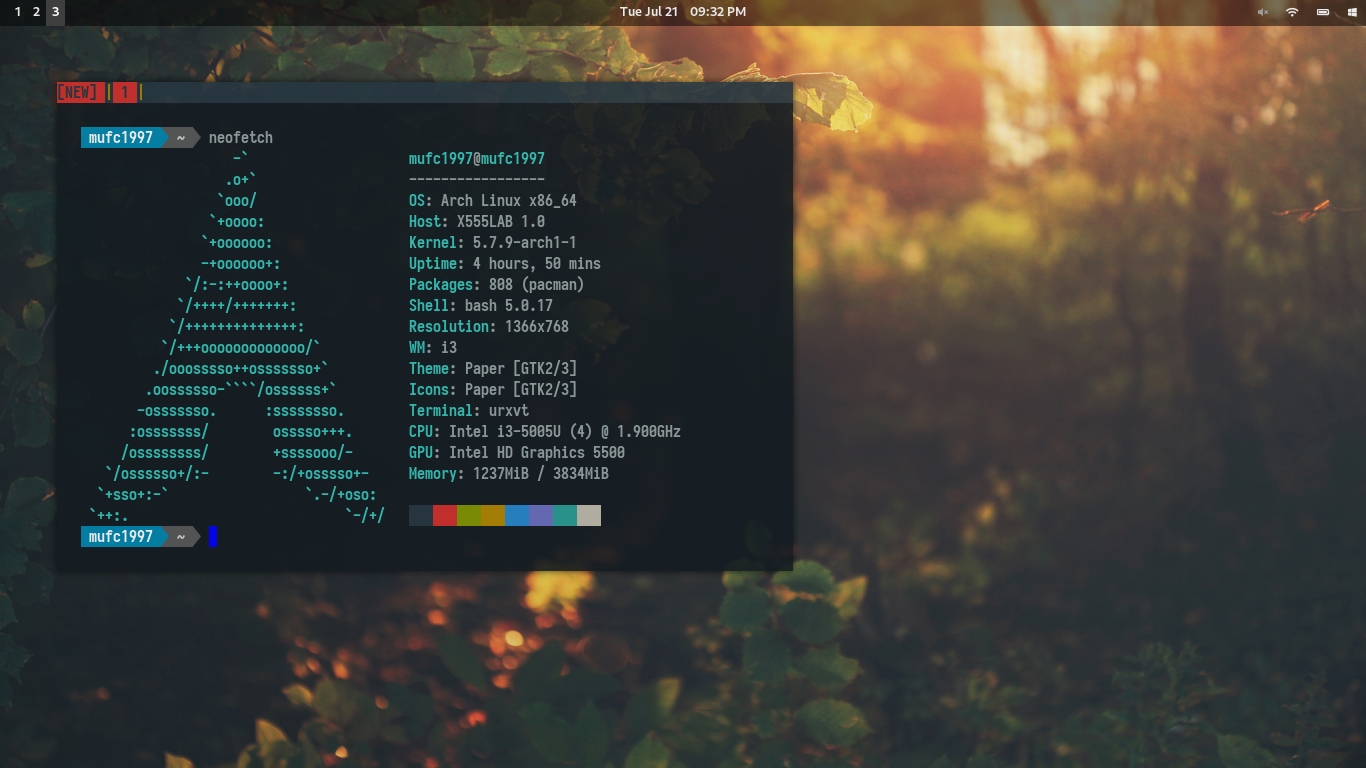 1 2 3 Tue Jul 21 09:32 PM
[NEW] | 1 |
mufc1997 ~ neofetch
-` mufc1997@mufc1997
.o+` -----------------
`ooo/ OS: Arch Linux x86_64
`+oooo: Host: X555LAB 1.0
`+oooooo: Kernel: 5.7.9-arch1-1
-+oooooo+: Uptime: 4 hours, 50 mins
`/:-:++oooo+: Packages: 808 (pacman)
`/++++/+++++++: Shell: bash 5.0.17
`/++++++++++++++: Resolution: 1366x768
`/+++ooooooooooooo/` WM: i3
./ooosssso++osssssso+` Theme: Paper [GTK2/3]
.oossssso-````/ossssss+` Icons: Paper [GTK2/3]
-osssssso. :ssssssso. Terminal: urxvt
:osssssss/ osssso+++. CPU: Intel i3-5005U (4) @ 1.900GHz
/ossssssss/ +ssssooo/- GPU: Intel HD Graphics 5500
`/ossssso+/:- -:/+osssso+- Memory: 1237MiB / 3834MiB
`+sso+:-` `.-/+oso:
`++:. `-/+/
mufc1997 ~